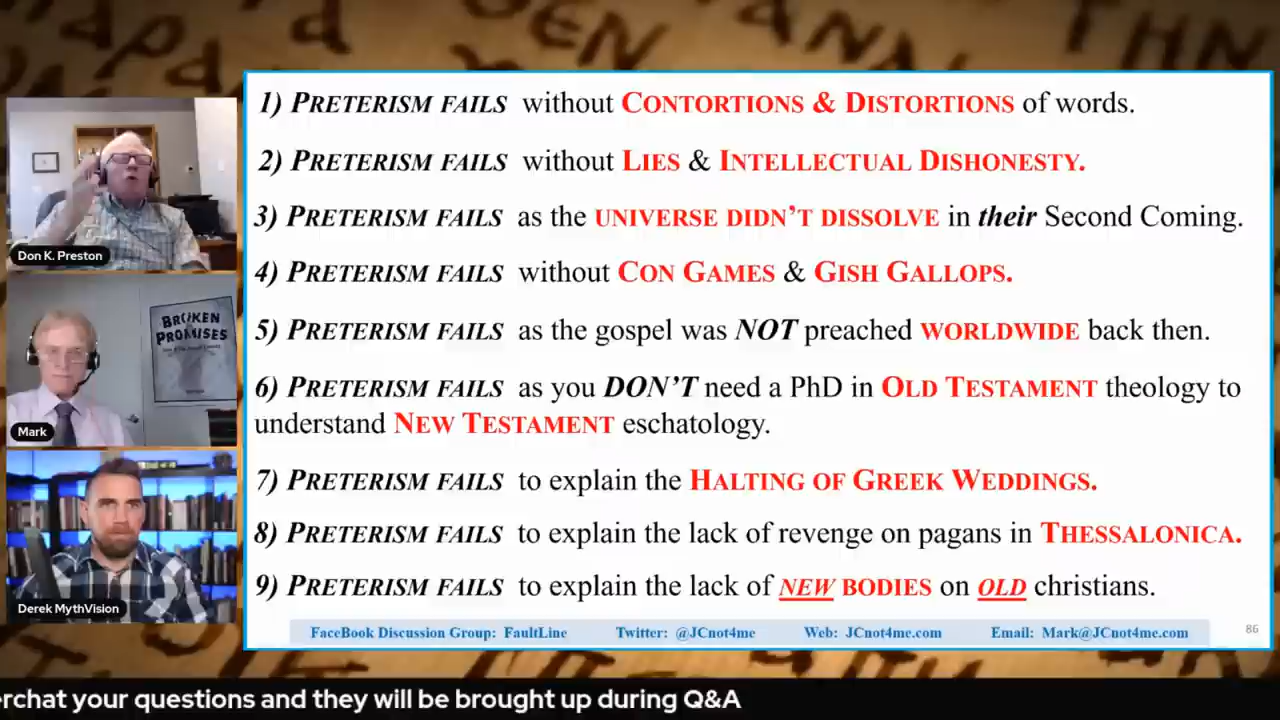 1) PRETERISM FAILS without CONTORTIONS & DISTORTIONS of words.
2) PRETERISM FAILS without LIES & INTELLECTUAL DISHONESTY.
3) PRETERISM FAILS as the UNIVERSE DIDN'T DISSOLVE in their Second Coming.
4) PRETERISM FAILS without CON GAMES & GISH GALLOPS.
5) PRETERISM FAILS as the gospel was NOT preached WORLDWIDE back then.
6) PRETERISM FAILS as you DON'T need a PhD in OLD TESTAMENT theology to
understand NEW TESTAMENT eschatology.
7) PRETERISM FAILS to explain the HALTING OF GREEK WEDDINGS.
8) PRETERISM FAILS to explain the lack of revenge on pagans in THESSALONICA.
9) PRETERISM FAILS to explain the lack of NEW BODIES on OLD christians.
FaceBook Discussion Group: FaultLine Twitter: @JCnot4me Web: JCnot4me.com Email: Mark@JCnot4me.com
86
Don K. Preston
BROKEN
PROMISES
Mark
Derek MythVision
erchat your questions and they will be brought up during Q&A